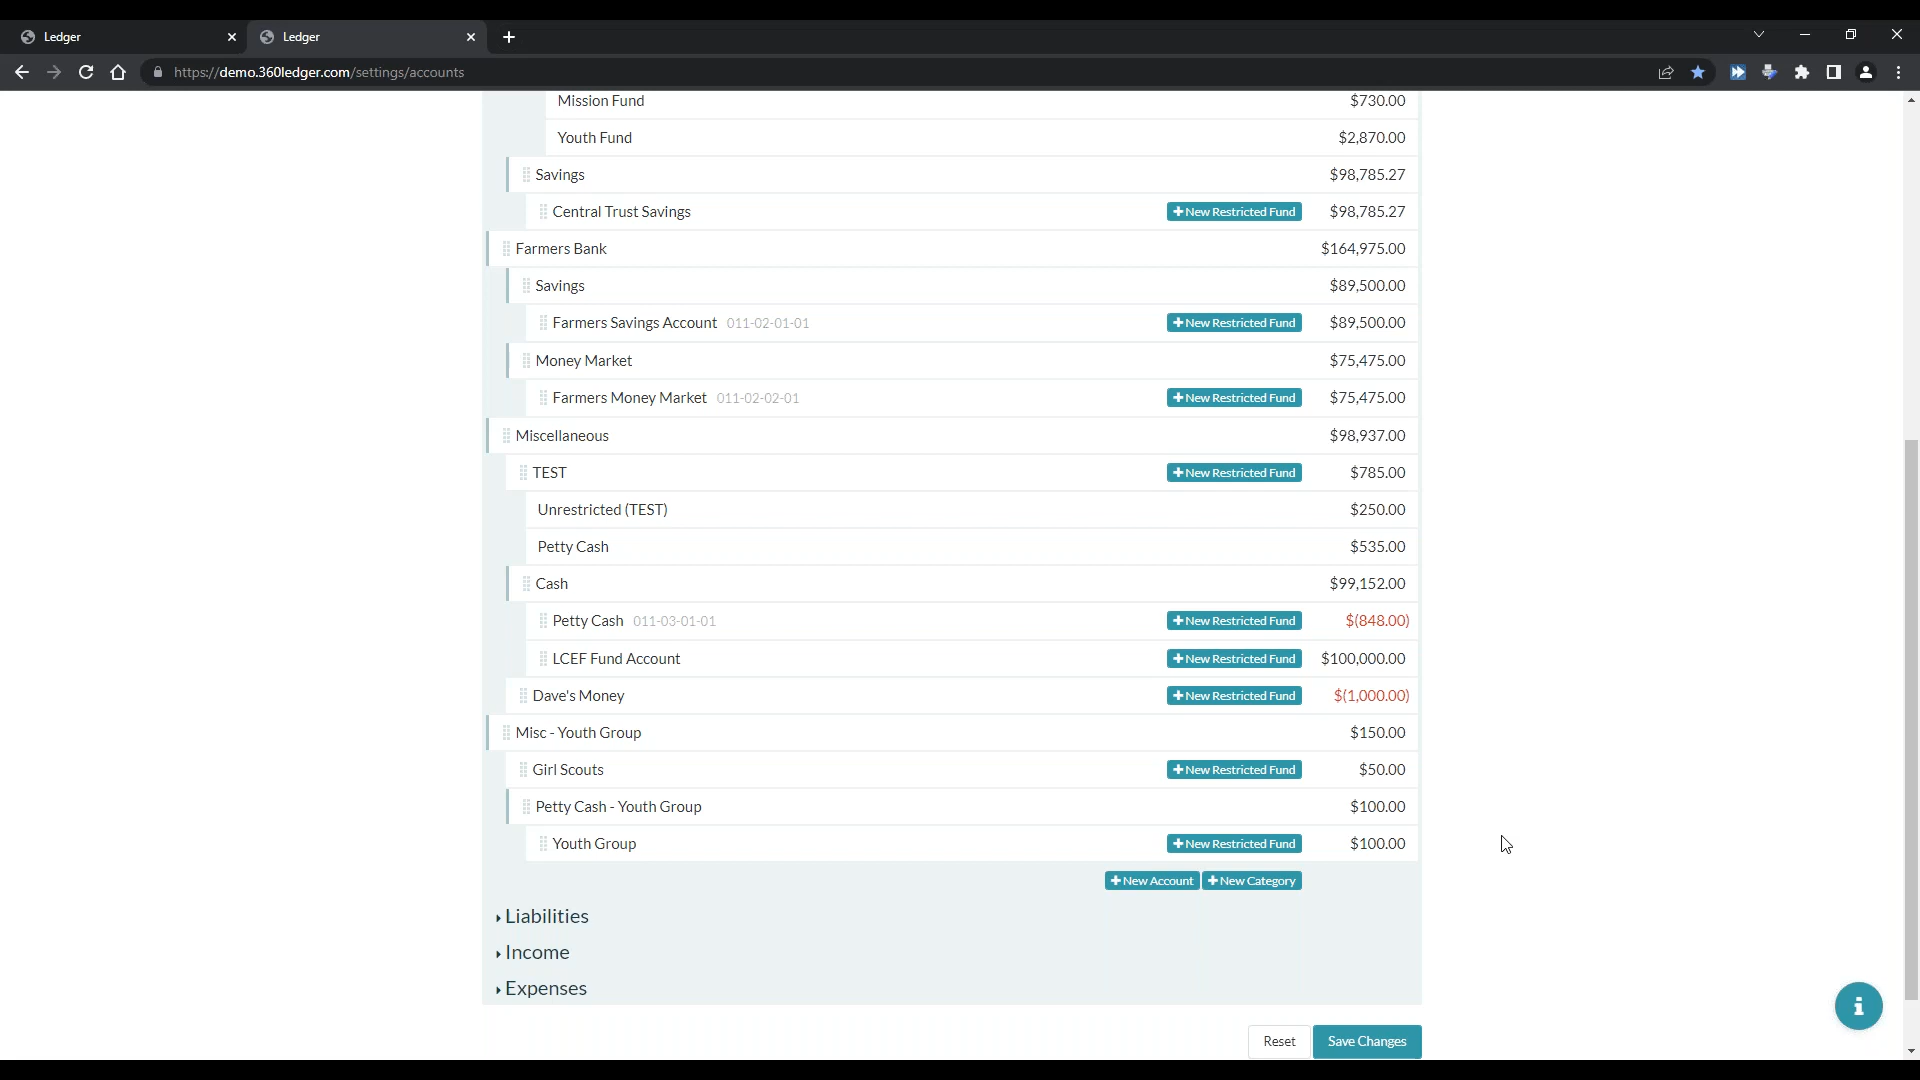 Ledger
Ledger
https://demo.360ledger.com/settings/accounts
Mission Fund $730.00
Youth Fund $2,870.00
Savings $98,785.27
Central Trust Savings +New Restricted Fund $98,785.27
Farmers Bank $164,975.00
Savings $89,500.00
Farmers Savings Account 011-02-01-01 +New Restricted Fund $89,500.00
Money Market $75,475.00
Farmers Money Market 011-02-02-01 +New Restricted Fund $75,475.00
Miscellaneous $98,937.00
TEST +New Restricted Fund $785.00
Unrestricted (TEST) $250.00
Petty Cash $535.00
Cash $99,152.00
Petty Cash 011-03-01-01 +New Restricted Fund $(848.00)
LCEF Fund Account +New Restricted Fund $100,000.00
Dave's Money +New Restricted Fund $(1,000.00)
Misc - Youth Group $150.00
Girl Scouts +New Restricted Fund $50.00
Petty Cash - Youth Group $100.00
Youth Group +New Restricted Fund $100.00
+New Account +New Category
Liabilities
Income
Expenses
Reset Save Changes